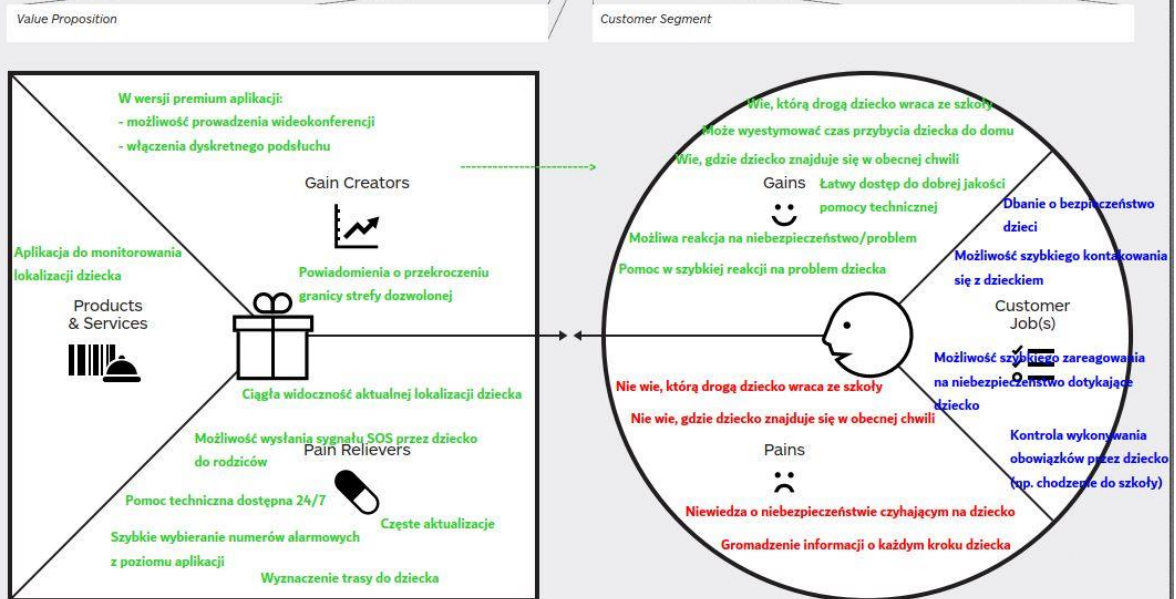 Value Proposition
Customer Segment
W wersji premium aplikacji:
- możliwość prowadzenia wideokonferencji
- włączenia dyskretnego podsłuchu
Gain Creators
Aplikacja do monitorowania
lokalizacji dziecka
Powiadomienia o przekroczeniu
granicy strefy dozwolonej
Products
& Services
Ciągła widoczność aktualnej lokalizacji dziecka
Możliwość wysłania sygnału SOS przez dziecko
do rodziców
Pain Relievers
Pomoc techniczna dostępna 24/7
Częste aktualizacje
Szybkie wybieranie numerów alarmowych
z poziomu aplikacji
Wyznaczenie trasy do dziecka
Wie, którą drogą dziecko wraca ze szkoły
Może wyestymować czas przybycia dziecka do domu
Wie, gdzie dziecko znajduje się w obecnej chwili
Gains
Łatwy dostęp do dobrej jakości
pomocy technicznej
Możliwa reakcja na niebezpieczeństwo/problem
Pomoc w szybkiej reakcji na problem dziecka
Dbanie o bezpieczeństwo
dzieci
Możliwość szybkiego kontakowania
się z dzieckiem
Customer
Job(s)
Możliwość szybkiego zareagowania
na niebezpieczeństwo dotykające
dziecko
Kontrola wykonywania
obowiązków przez dziecko
(np. chodzenie do szkoły)
Nie wie, którą drogą dziecko wraca ze szkoły
Nie wie, gdzie dziecko znajduje się w obecnej chwili
Pains
Niewiedza o niebezpieczeństwie czyhającym na dziecko
Gromadzenie informacji o każdym kroku dziecka